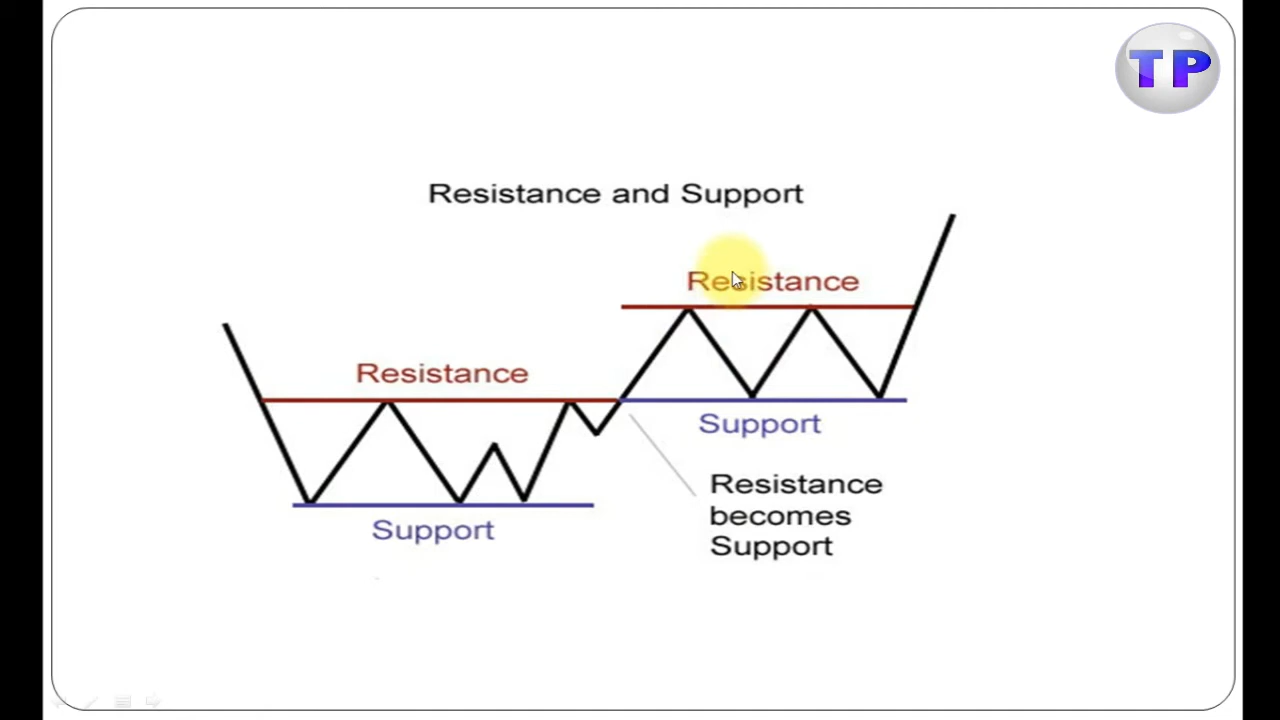 TP
Resistance and Support
Resistance
Resistance
Support
Resistance
becomes
Support
Support